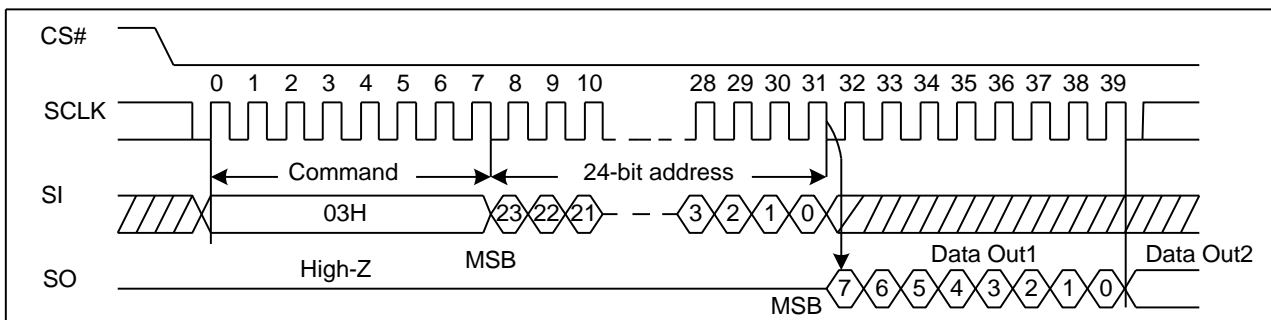 CS#
0 1 2 3 4 5 6 7 8 9 10 28 29 30 31 32 33 34 35 36 37 38 39
SCLK
Command 24-bit address
SI
03H 23 22 21 3 2 1 0
High-Z MSB Data Out1 Data Out2
SO
MSB 7 6 5 4 3 2 1 0